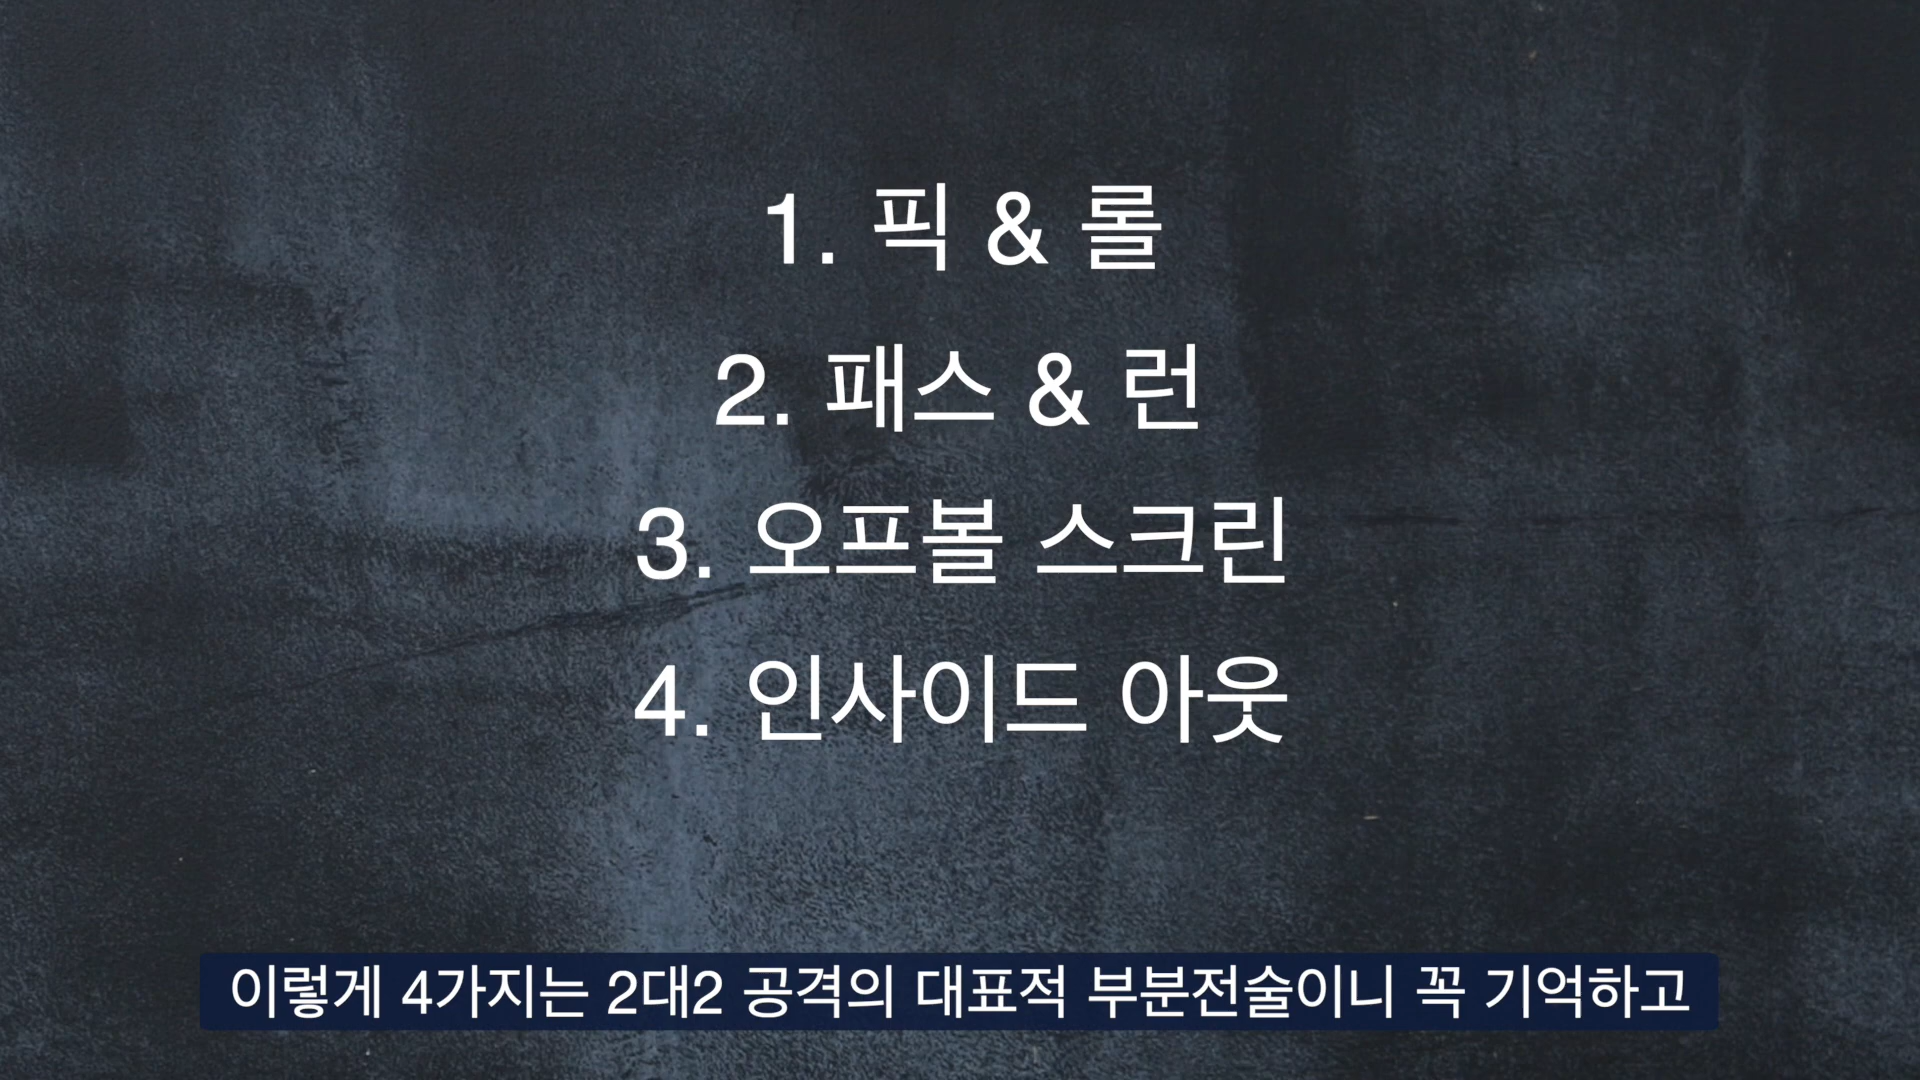 1. 픽 & 롤
2. 패스 & 런
3. 오프볼 스크린
4. 인사이드 아웃
이렇게 4가지는 2대2 공격의 대표적 부분전술이니 꼭 기억하고